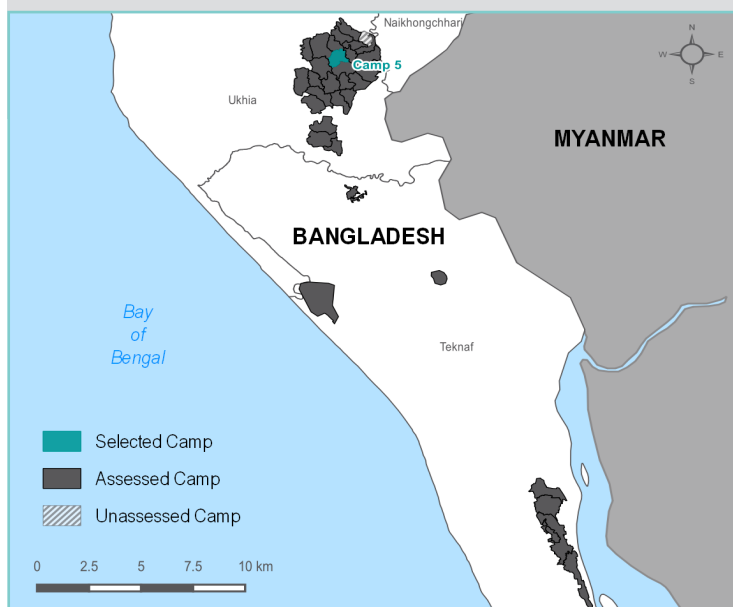 Naikhongchhari
N
W E
S
Camp 5
Ukhia
MYANMAR
BANGLADESH
Bay
of
Bengal
Teknaf
Selected Camp
Assessed Camp
Unassessed Camp
0 2.5 5 7.5 10 km